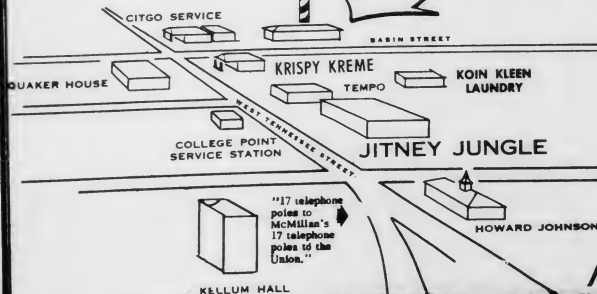 CITGO SERVICE
BASIN STREET
KRISPY KREME
QUAKER HOUSE
TEMPO
KOIN KLEEN
LAUNDRY
WEST TENNESSEE STREET
COLLEGE POINT
SERVICE STATION
JITNEY JUNGLE
"17 telephone
poles to
McMillan's
17 telephone
poles td the
Union."
HOWARD JOHNSON
KELLUM HALL